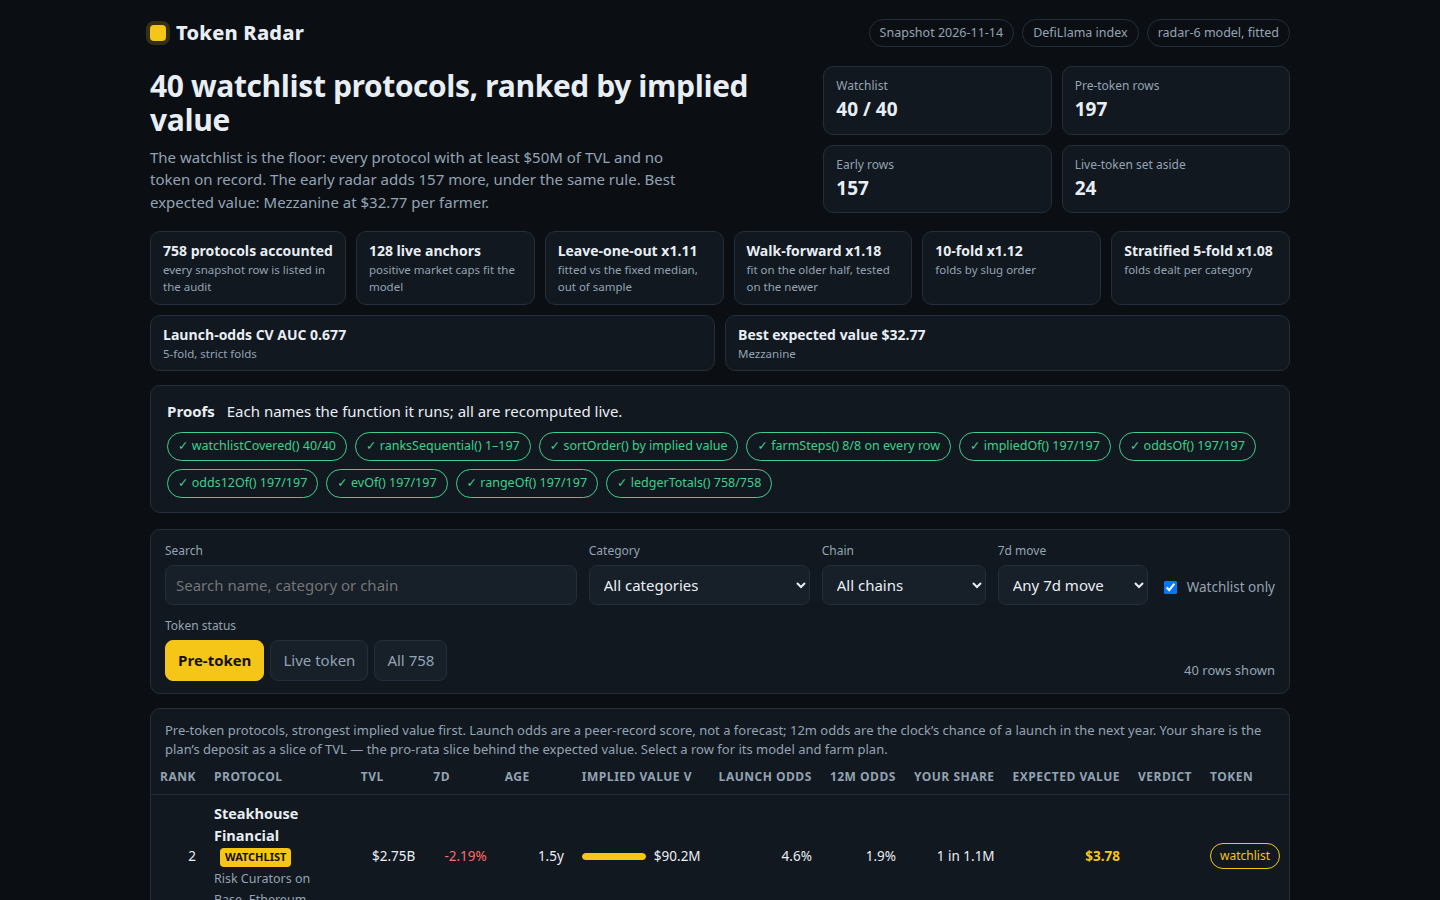 Token Radar
Snapshot 2026-11-14
DefiLlama index
radar-6 model, fitted
40 watchlist protocols, ranked by implied
value
The watchlist is the floor: every protocol with at least $50M of TVL and no
token on record. The early radar adds 157 more, under the same rule. Best
expected value: Mezzanine at $32.77 per farmer.
Watchlist
40 / 40
Pre-token rows
197
Early rows
157
Live-token set aside
24
758 protocols accounted
every snapshot row is listed in
the audit
128 live anchors
positive market caps fit the
model
Leave-one-out x1.11
fitted vs the fixed median,
out of sample
Walk-forward x1.18
fit on the older half, tested
on the newer
10-fold x1.12
folds by slug order
Stratified 5-fold x1.08
folds dealt per category
Launch-odds CV AUC 0.677
5-fold, strict folds
Best expected value $32.77
Mezzanine
Proofs Each names the function it runs; all are recomputed live.
✓ watchlistCovered() 40/40
✓ ranksSequential() 1–197
✓ sortOrder() by implied value
✓ farmSteps() 8/8 on every row
✓ impliedOf() 197/197
✓ oddsOf() 197/197
✓ odds12Of() 197/197
✓ evOf() 197/197
✓ rangeOf() 197/197
✓ ledgerTotals() 758/758
Search
Category
Chain
7d move
Search name, category or chain
All categories
All chains
Any 7d move
Watchlist only
Token status
Pre-token
Live token
All 758
40 rows shown
Pre-token protocols, strongest implied value first. Launch odds are a peer-record score, not a forecast; 12m odds are the clock's chance of a launch in the next year. Your share is the
plan's deposit as a slice of TVL — the pro-rata slice behind the expected value. Select a row for its model and farm plan.
RANK PROTOCOL TVL 7D AGE IMPLIED VALUE V LAUNCH ODDS 12M ODDS YOUR SHARE EXPECTED VALUE VERDICT TOKEN
Steakhouse
Financial
WATCHLIST
2 $2.75B -2.19% 1.5y $90.2M 4.6% 1.9% 1 in 1.1M $3.78 watchlist
Risk Curators on
Base, Ethereum